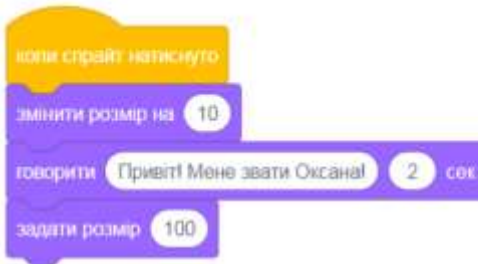 коли спрайт натиснуто
змінити розмір на 10
говорити Привіт! Мене звати Оксана! 2 сек
задати розмір 100